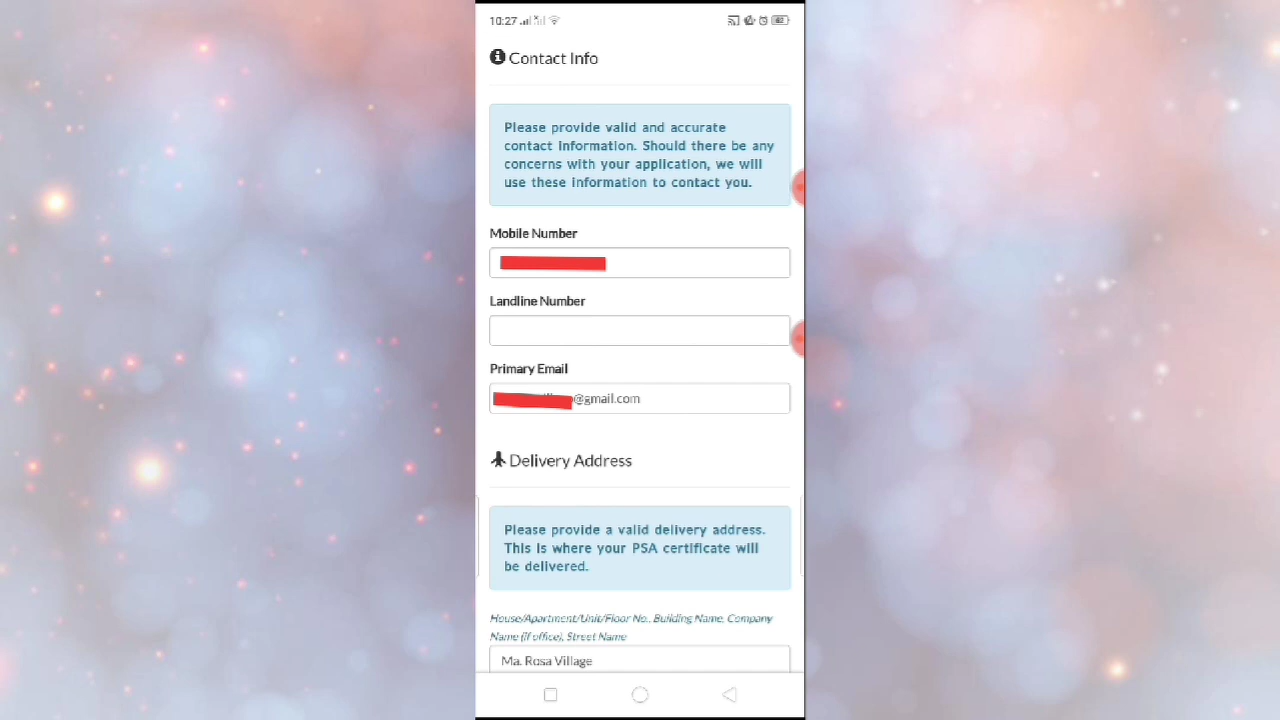 10:27
Contact Info
Please provide valid and accurate
contact information. Should there be any
concerns with your application, we will
use these information to contact you.
Mobile Number
Landline Number
Primary Email
@gmail.com
Delivery Address
Please provide a valid delivery address.
This is where your PSA certificate will
be delivered.
House/Apartment/Unit/Floor No., Building Name, Company
Name (if office), Street Name
Ma. Rosa Village